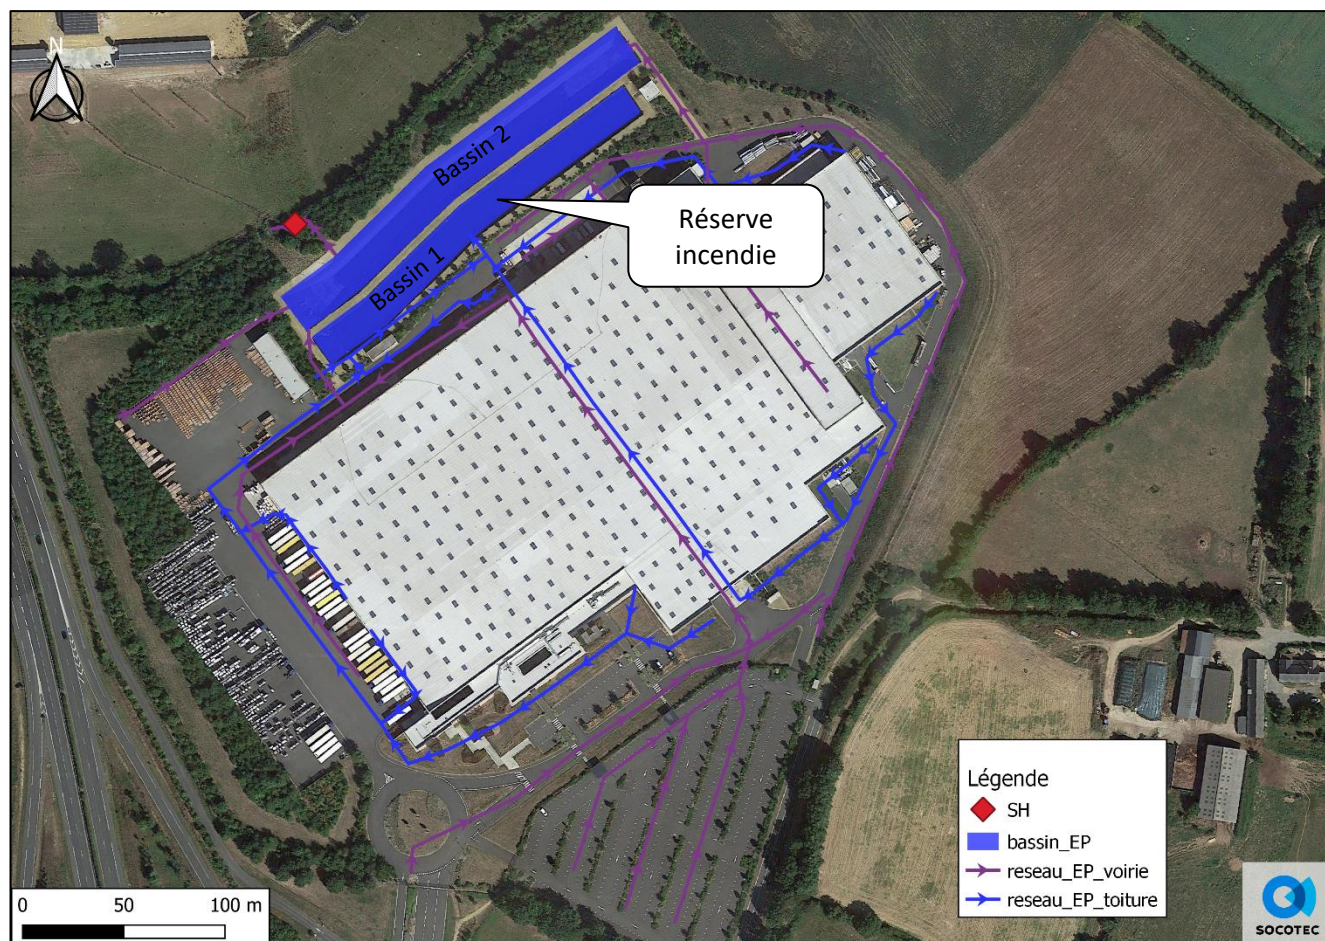 N
Bassin 2
Bassin 1
Réserve
incendie
Légende
SH
bassin_EP
reseau_EP_voirie
reseau_EP_toiture
0 50 100 m
SOCOTEC